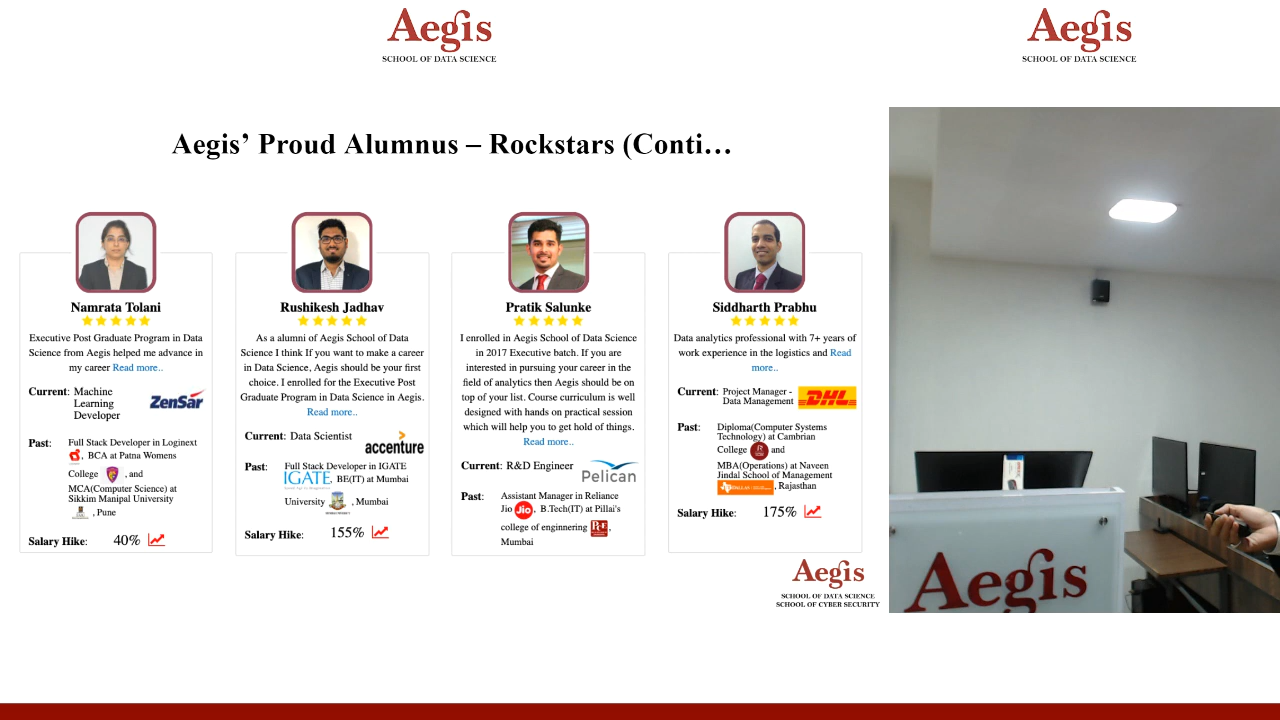 Aegis
SCHOOL OF DATA SCIENCE
Aegis
SCHOOL OF DATA SCIENCE
Aegis’ Proud Alumnus – Rockstars (Conti…
Namrata Tolani
Executive Post Graduate Program in Data
Science from Aegis helped me advance in
my career Read more..
Current: Machine
Learning
Developer
ZENSAR
Past: Full Stack Developer in Loginext
, BCA at Patna Womens
College , and
MCA(Computer Science) at
Sikkim Manipal University
, Pune
Salary Hike: 40%
Rushikesh Jadhav
As a alumni of Aegis School of Data
Science I think If you want to make a career
in Data Science, Aegis should be your first
choice. I enrolled for the Executive Post
Graduate Program in Data Science in Aegis.
Read more..
Current: Data Scientist
accenture
Past: Full Stack Developer in IGATE
IGATE, BE(IT) at Mumbai
University , Mumbai
Salary Hike: 155%
Pratik Salunke
I enrolled in Aegis School of Data Science
in 2017 Executive batch. If you are
interested in pursuing your career in the
field of analytics then Aegis should be on
top of your list. Course curriculum is well
designed with hands on practical session
which will help you to get hold of things.
Read more..
Current: R&D Engineer
Pelican
Past: Assistant Manager in Reliance
Jio Jio, B.Tech(IT) at Pillai's
college of enginnering ,
Mumbai
Siddharth Prabhu
Data analytics professional with 7+ years of
work experience in the logistics and Read
more..
Current: Project Manager -
Data Management
DHL
Past: Diploma(Computer Systems
Technology) at Cambrian
College and
MBA(Operations) at Naveen
Jindal School of Management
, Rajasthan
Salary Hike: 175%
Aegis
SCHOOL OF DATA SCIENCE
SCHOOL OF CYBER SECURITY
Aegis